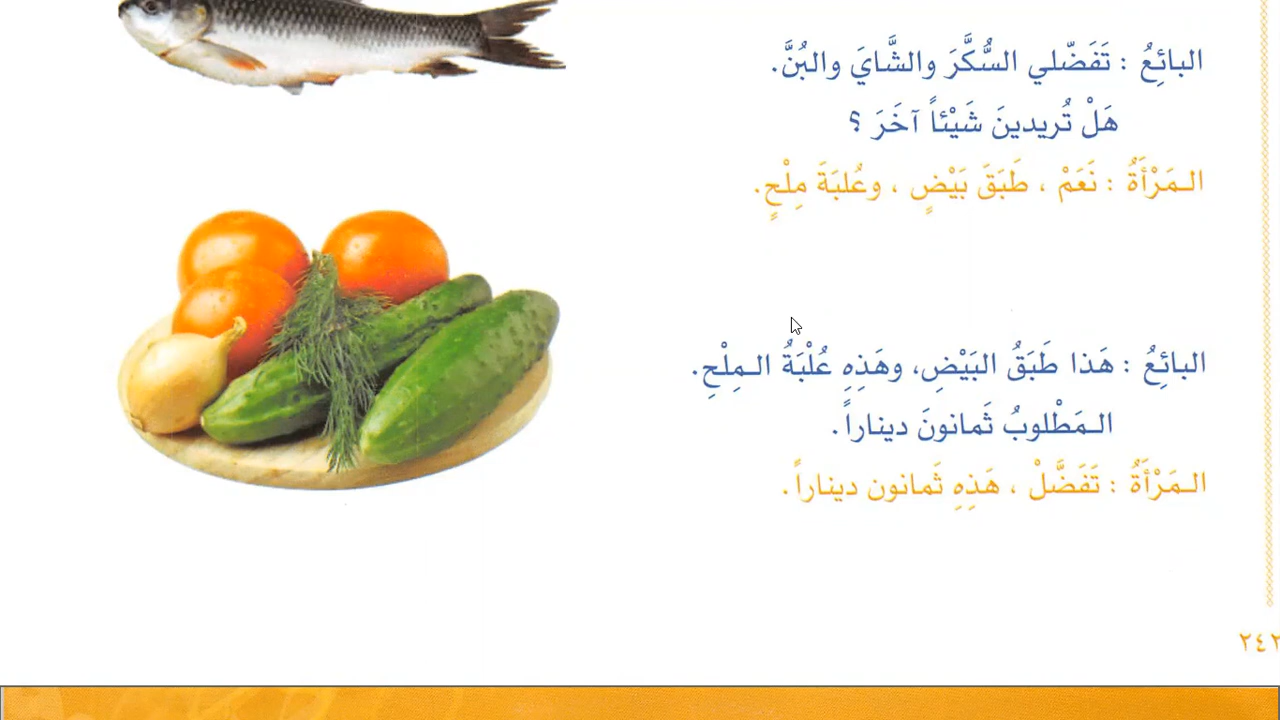 البائِعُ : تَفَضّلي السُّكَّرَ والشَّايَ والبُنَّ.
هَلْ تُريدينَ شَيْئاً آخَرَ ؟
الـمَرْأَةُ : نَعَمْ ، طَبَقَ بَيْضٍ ، وعُلبَةَ مِلْحٍ.
البائِعُ : هَذا طَبَقُ البَيْضِ، وهَذِهِ عُلْبَةُ الـمِلْحِ.
الـمَطْلوبُ ثَمانونَ ديناراً.
الـمَرْأَةُ : تَفَضَّلْ ، هَذِهِ ثَمانون ديناراً.
٢٤٢